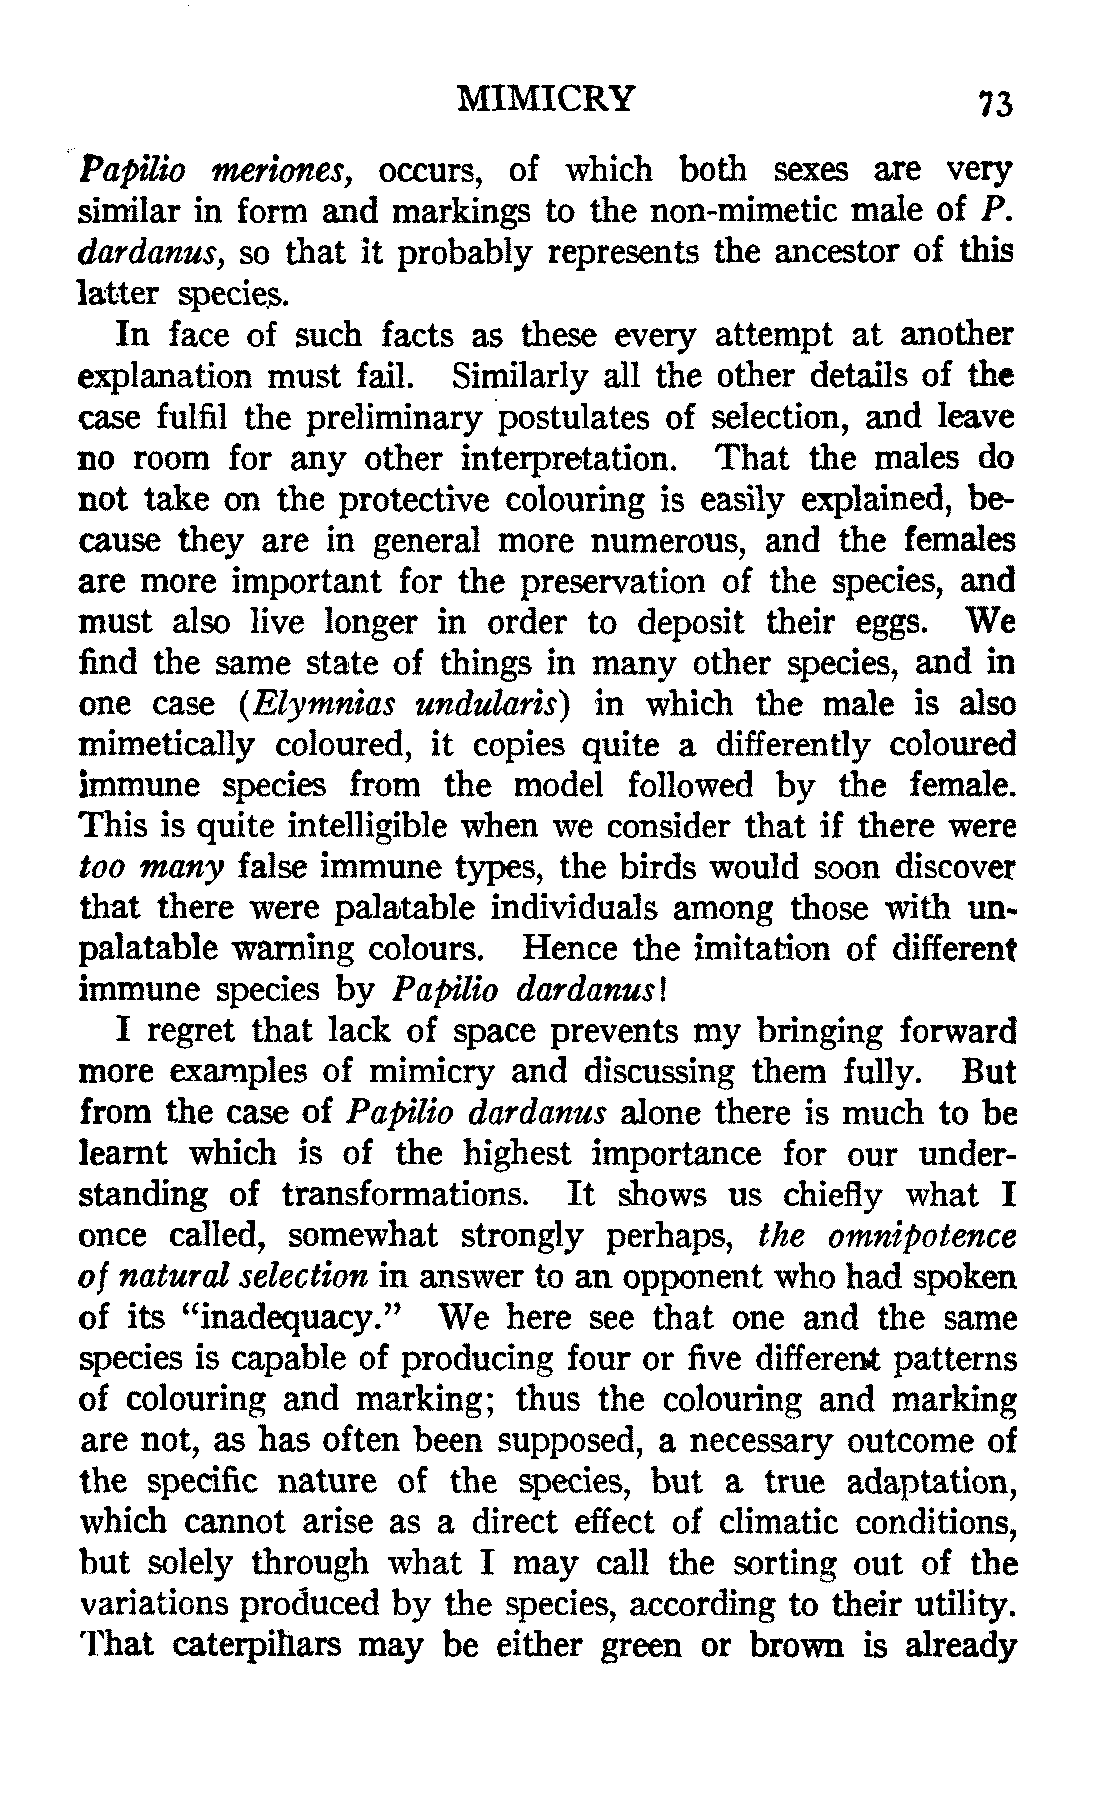 MIMICRY 73
Papilio meriones, occurs, of which both sexes are very
similar in form and markings to the non-mimetic male of P.
dardanus, so that it probably represents the ancestor of this
latter species.
In face of such facts as these every attempt at another
explanation must fail. Similarly all the other details of the
case fulfil the preliminary postulates of selection, and leave
no room for any other interpretation. That the males do
not take on the protective colouring is easily explained, be-
cause they are in general more numerous, and the females
are more important for the preservation of the species, and
must also live longer in order to deposit their eggs. We
find the same state of things in many other species, and in
one case (Elymnias undularis) in which the male is also
mimetically coloured, it copies quite a differently coloured
immune species from the model followed by the female.
This is quite intelligible when we consider that if there were
too many false immune types, the birds would soon discover
that there were palatable individuals among those with un-
palatable warning colours. Hence the imitation of different
immune species by Papilio dardanus!
I regret that lack of space prevents my bringing forward
more examples of mimicry and discussing them fully. But
from the case of Papilio dardanus alone there is much to be
learnt which is of the highest importance for our under-
standing of transformations. It shows us chiefly what I
once called, somewhat strongly perhaps, the omnipotence
of natural selection in answer to an opponent who had spoken
of its "inadequacy." We here see that one and the same
species is capable of producing four or five different patterns
of colouring and marking; thus the colouring and marking
are not, as has often been supposed, a necessary outcome of
the specific nature of the species, but a true adaptation,
which cannot arise as a direct effect of climatic conditions,
but solely through what I may call the sorting out of the
variations produced by the species, according to their utility.
That caterpillars may be either green or brown is already